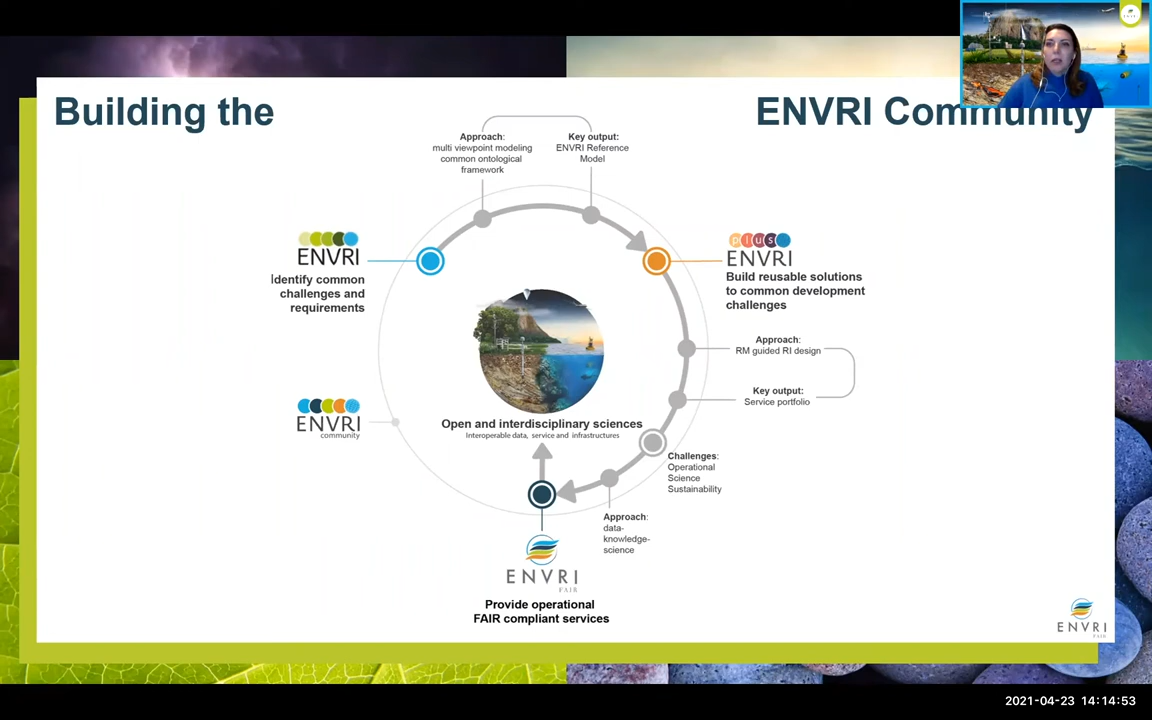 Building the
ENVRI Community
Approach:
multi viewpoint modeling
common ontological
framework
Key output:
ENVRI Reference
Model
ENVRI
Identify common
challenges and
requirements
plus
ENVRI
Build reusable solutions
to common development
challenges
Approach:
RM guided RI design
Key output:
Service portfolio
ENVRI
community
Open and interdisciplinary sciences
Interoperable data, service and infrastructures
Challenges:
Operational
Science
Sustainability
Approach:
data-
knowledge-
science
ENVRI
FAIR
Provide operational
FAIR compliant services
ENVRI
FAIR
2021-04-23 14:14:53